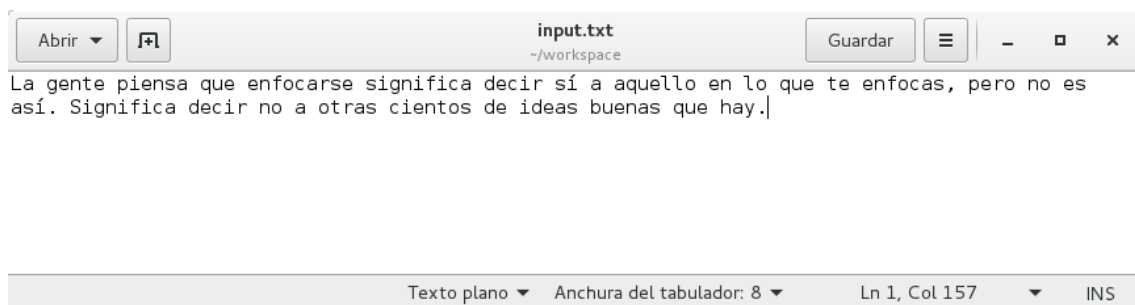 Abrir
input.txt
~/workspace
Guardar
La gente piensa que enfocarse significa decir sí a aquello en lo que te enfocas, pero no es
así. Significa decir no a otras cientos de ideas buenas que hay.
Texto plano Anchura del tabulador: 8 Ln 1, Col 157 INS